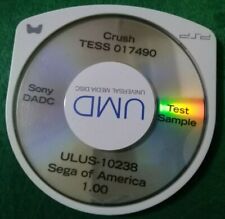 Crush
TESS 017490
PSP
Sony
DADC
UMD
UNIVERSAL MEDIA DISC
Test
Sample
ULUS-10238
Sega of America
1.00